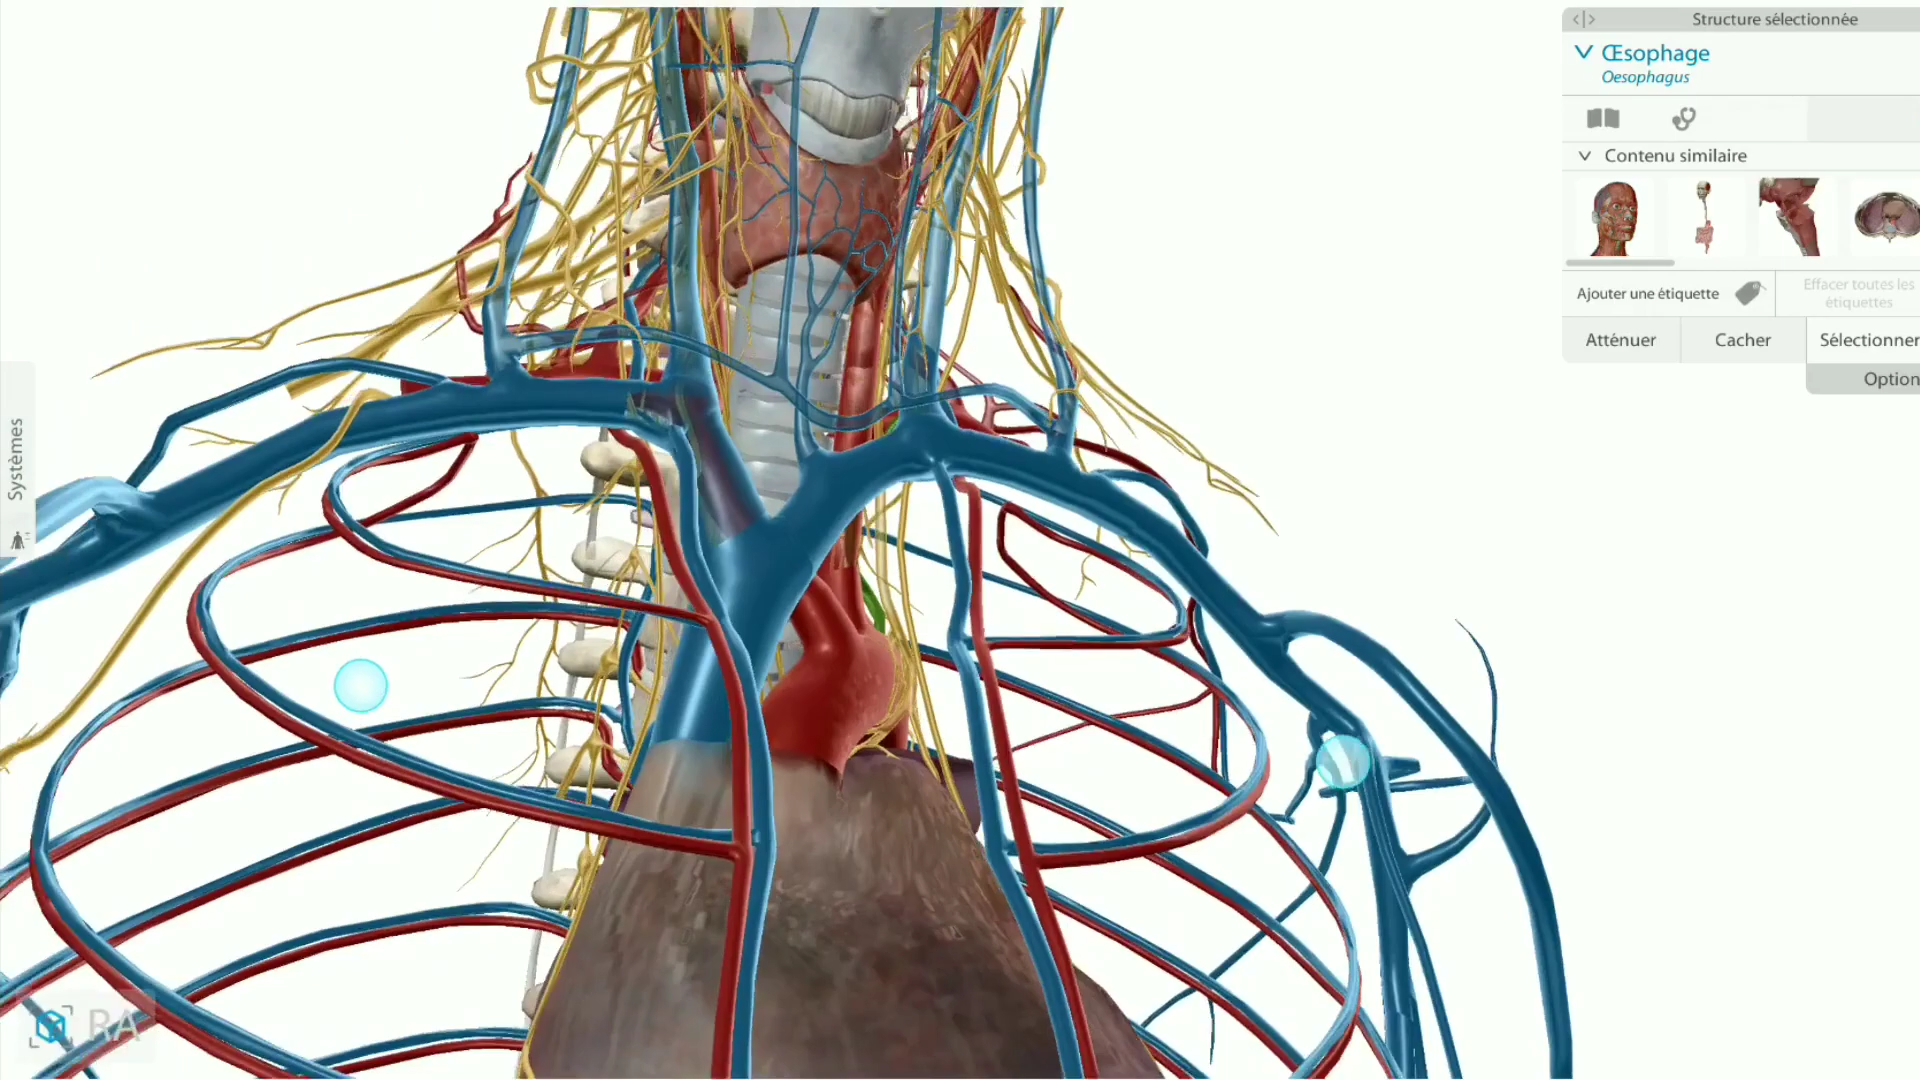 Structure sélectionnée
Œsophage
Oesophagus
Contenu similaire
Ajouter une étiquette
Effacer toutes les
étiquettes
Atténuer
Cacher
Sélectionner
Option
Systèmes
RA